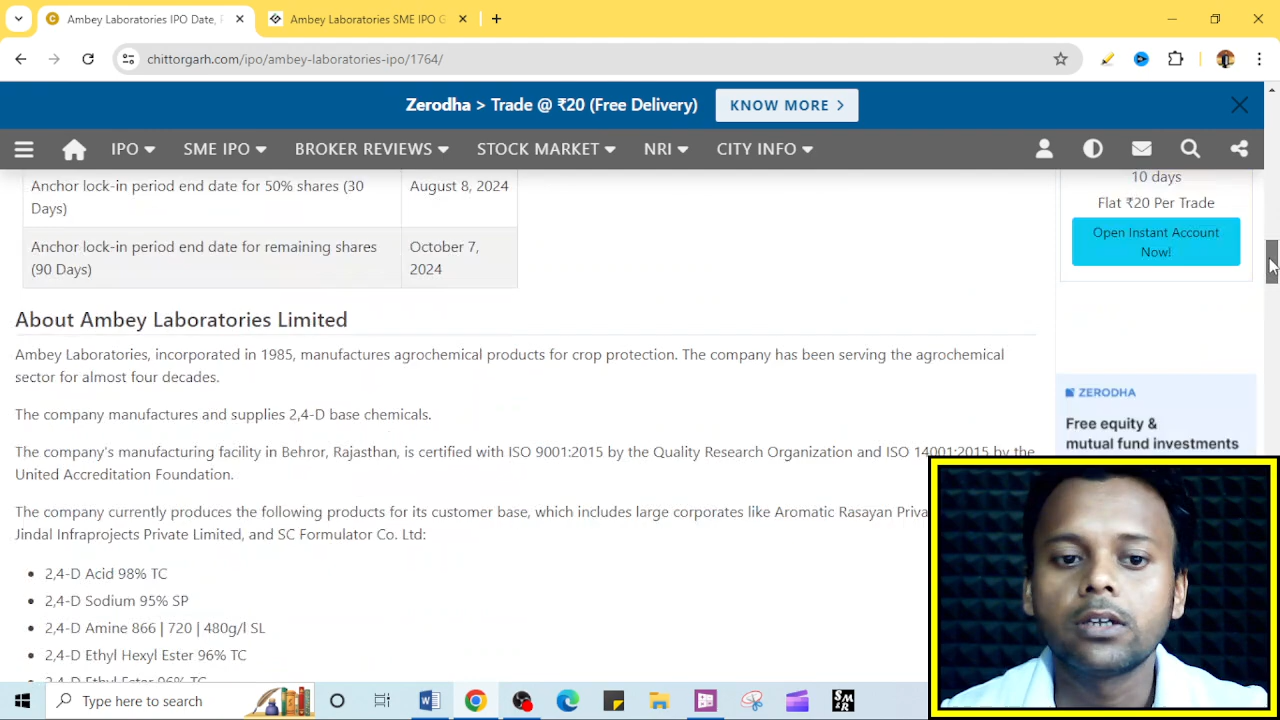 Ambey Laboratories IPO Date,
Ambey Laboratories SME IPO G
chittorgarh.com/ipo/ambey-laboratories-ipo/1764/
Zerodha > Trade @ ₹20 (Free Delivery)
KNOW MORE >
IPO
SME IPO
BROKER REVIEWS
STOCK MARKET
NRI
CITY INFO
Anchor lock-in period end date for 50% shares (30
Days)
August 8, 2024
Anchor lock-in period end date for remaining shares
(90 Days)
October 7,
2024
10 days
Flat ₹20 Per Trade
Open Instant Account
Now!
About Ambey Laboratories Limited
Ambey Laboratories, incorporated in 1985, manufactures agrochemical products for crop protection. The company has been serving the agrochemical
sector for almost four decades.
The company manufactures and supplies 2,4-D base chemicals.
The company's manufacturing facility in Behror, Rajasthan, is certified with ISO 9001:2015 by the Quality Research Organization and ISO 14001:2015 by the
United Accreditation Foundation.
The company currently produces the following products for its customer base, which includes large corporates like Aromatic Rasayan
Jindal Infraprojects Private Limited, and SC Formulator Co. Ltd:
2,4-D Acid 98% TC
2,4-D Sodium 95% SP
2,4-D Amine 866 | 720 | 480g/l SL
2,4-D Ethyl Hexyl Ester 96% TC
2,4-D Ethyl Ester 96% TC
ZERODHA
Free equity &
mutual fund investments
Type here to search
S M
& R